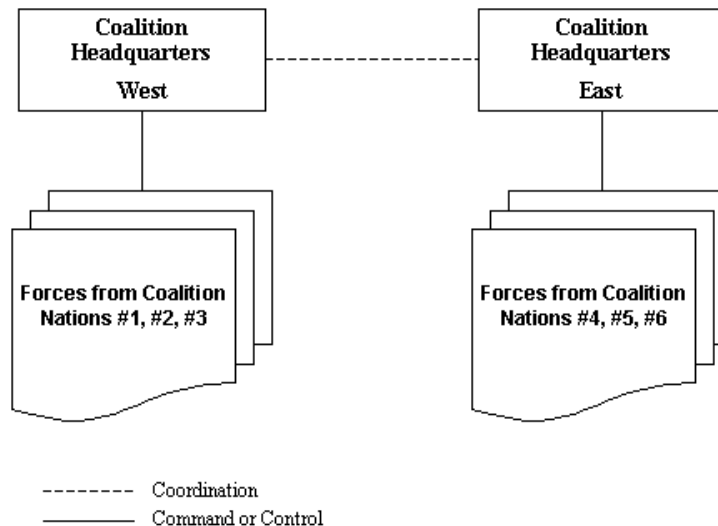 Coalition
Headquarters
West
Coalition
Headquarters
East
Forces from Coalition
Nations #1, #2, #3
Forces from Coalition
Nations #4, #5, #6
Coordination
Command or Control